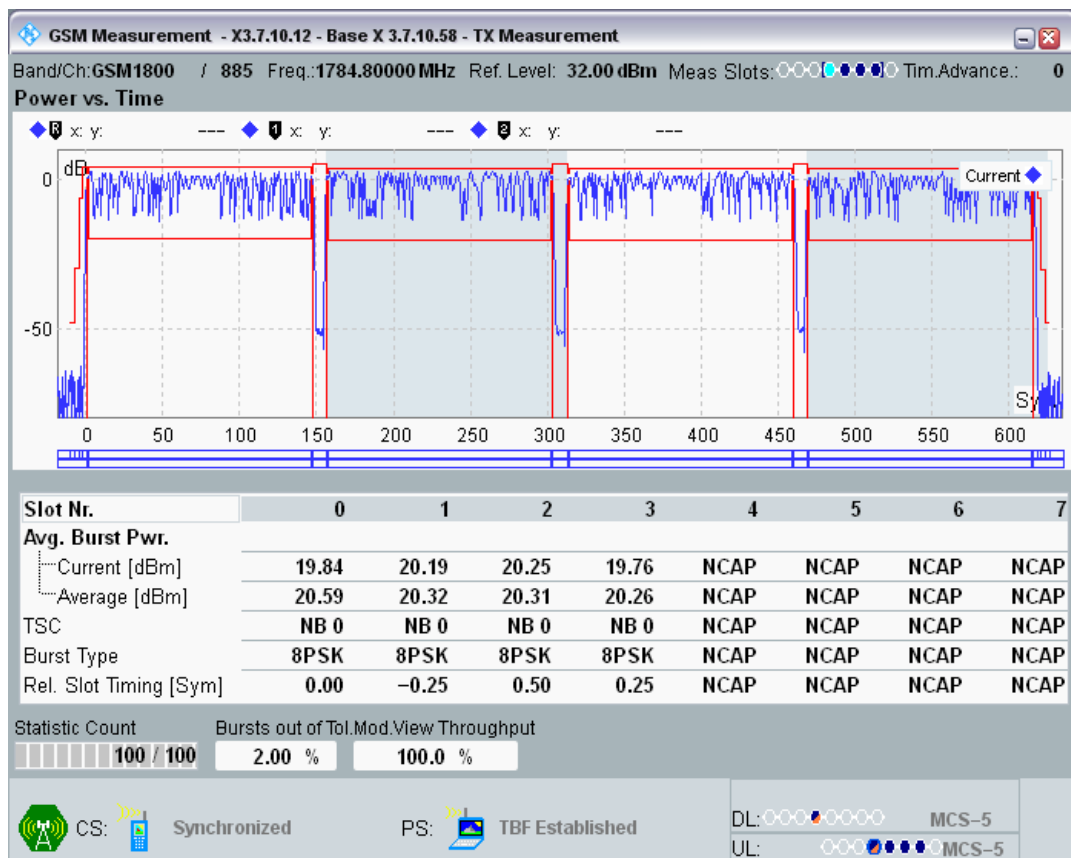 GSM Measurement - X3.7.10.12 - Base X 3.7.10.58 - TX Measurement
Band/Ch:GSM1800 / 885 Freq.:1784.80000 MHz Ref. Level: 32.00 dBm Meas Slots: Tim.Advance.: 0
Power vs. Time
R x: y: --- 1 x: y: --- 2 x: y: ---
dB
Current
0
-50
Sy
0 50 100 150 200 250 300 350 400 450 500 550 600
Slot Nr. 0 1 2 3 4 5 6 7
Avg. Burst Pwr.
Current [dBm] 19.84 20.19 20.25 19.76 NCAP NCAP NCAP NCAP
Average [dBm] 20.59 20.32 20.31 20.26 NCAP NCAP NCAP NCAP
TSC NB 0 NB 0 NB 0 NB 0 NCAP NCAP NCAP NCAP
Burst Type 8PSK 8PSK 8PSK 8PSK NCAP NCAP NCAP NCAP
Rel. Slot Timing [Sym] 0.00 −0.25 0.50 0.25 NCAP NCAP NCAP NCAP
Statistic Count Bursts out of Tol. Mod.View Throughput
100 / 100 2.00 % 100.0 %
CS: Synchronized PS: TBF Established
DL: MCS−5
UL: MCS−5